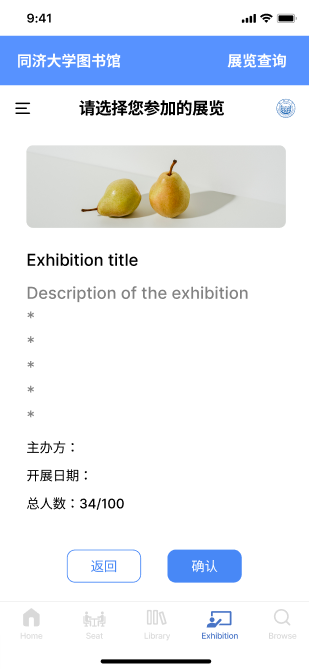 9:41
同济大学图书馆 展览查询
请选择您参加的展览
Exhibition title
Description of the exhibition
*
*
*
*
*
主办方：
开展日期：
总人数：34/100
返回 确认
Home Seat Library Exhibition Browse